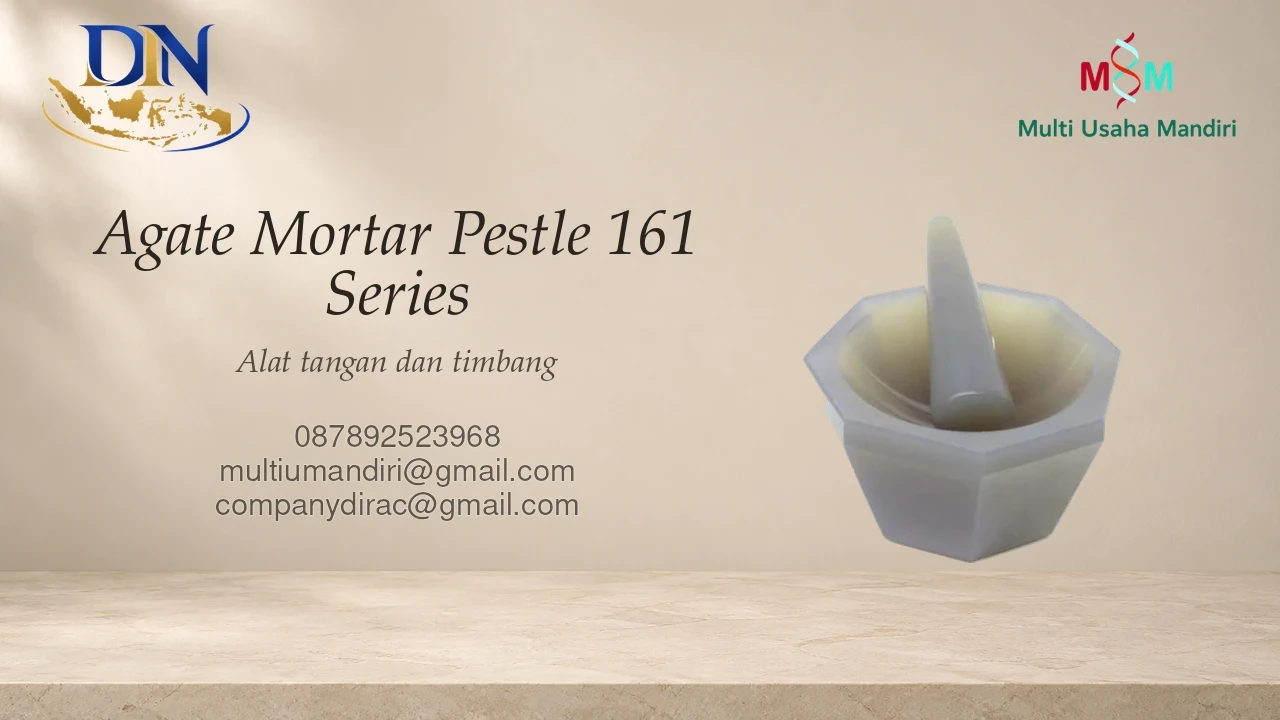 DN
M M
Multi Usaha Mandiri
Agate Mortar Pestle 161
Series
Alat tangan dan timbang
087892523968
multiumandiri@gmail.com
companydirac@gmail.com